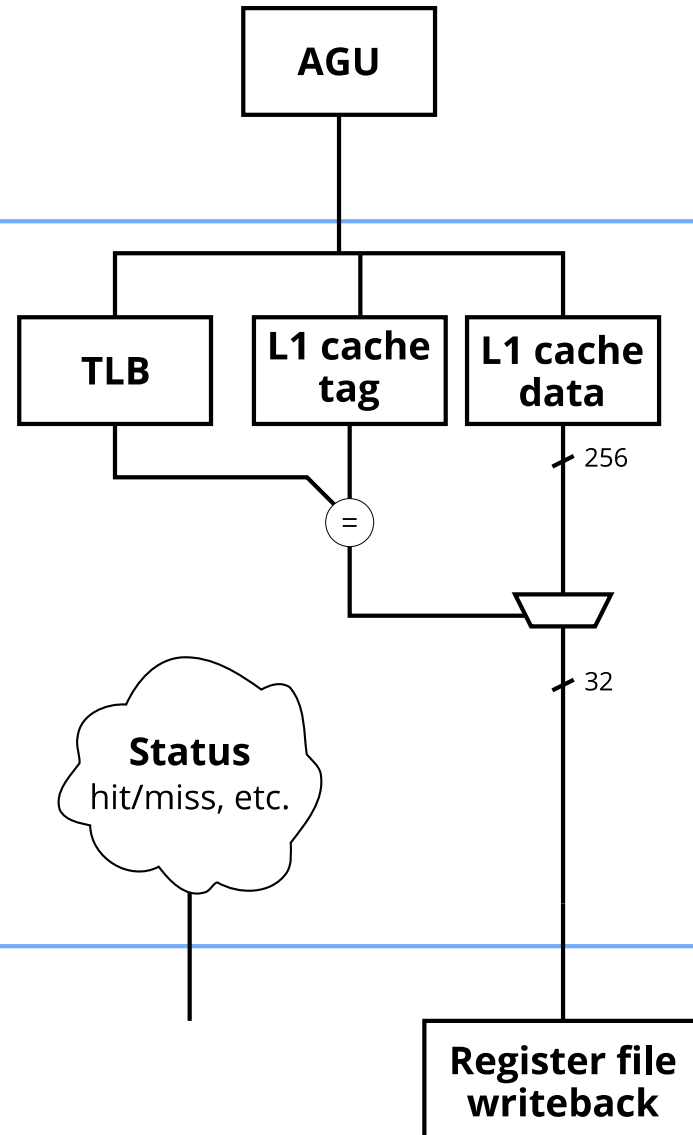 AGU
TLB
L1 cache
tag
L1 cache
data
256
=
32
Status
hit/miss, etc.
Register file
writeback